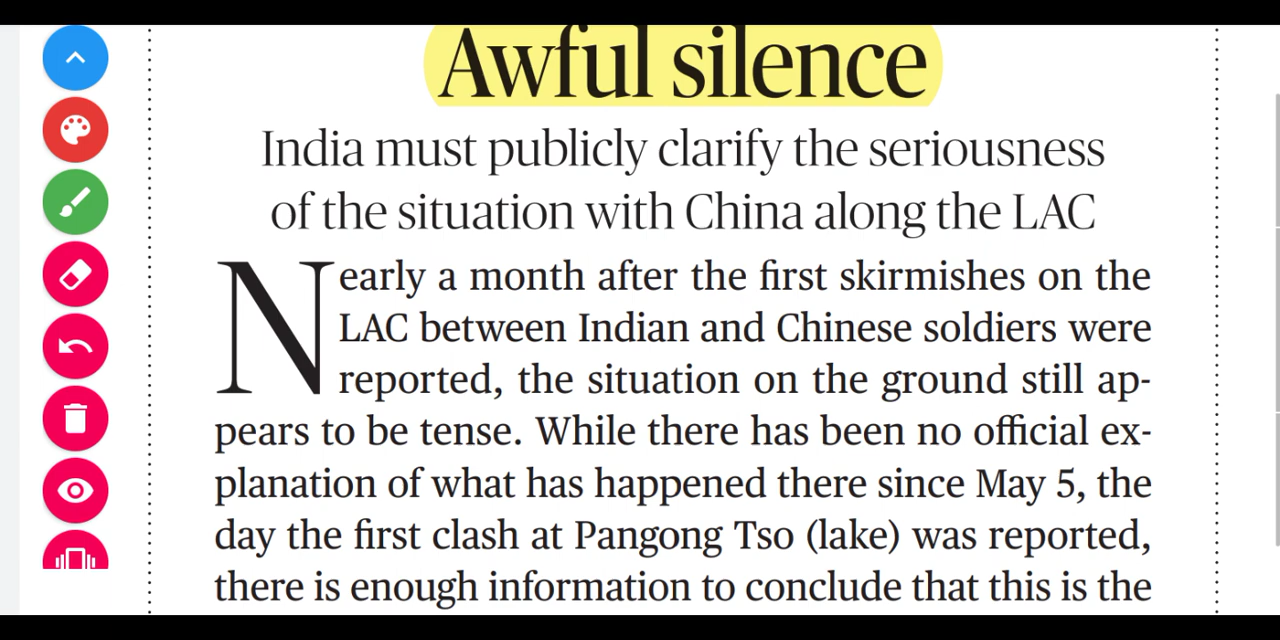 Awful silence
India must publicly clarify the seriousness
of the situation with China along the LAC
Nearly a month after the first skirmishes on the
LAC between Indian and Chinese soldiers were
reported, the situation on the ground still ap-
pears to be tense. While there has been no official ex-
planation of what has happened there since May 5, the
day the first clash at Pangong Tso (lake) was reported,
there is enough information to conclude that this is the